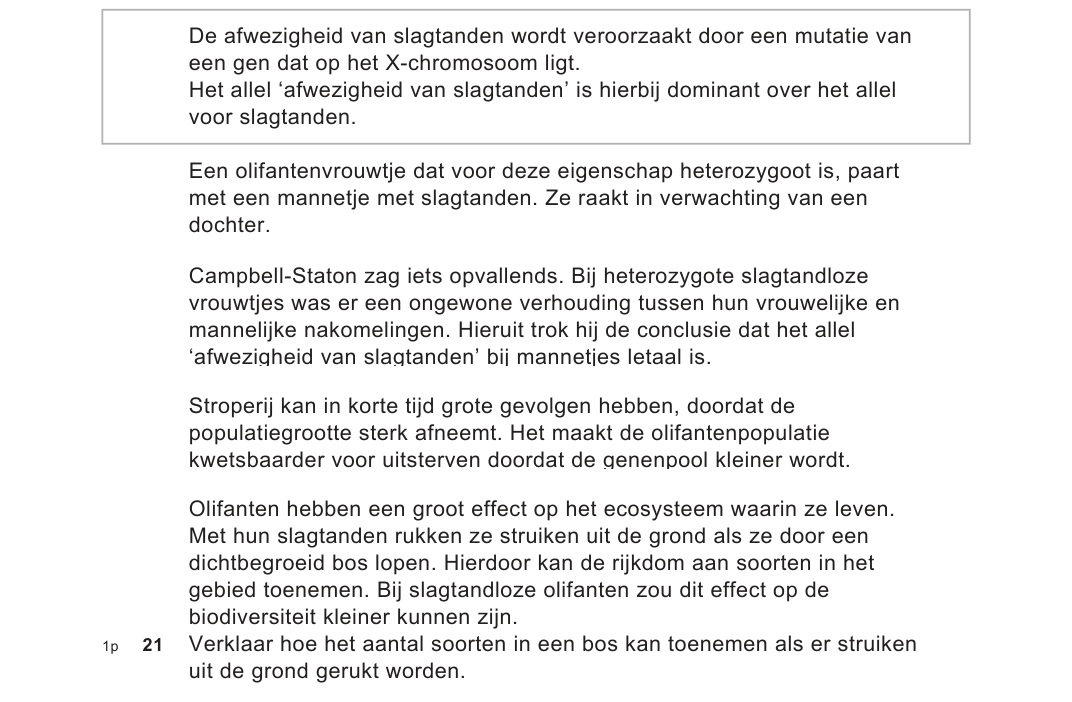 De afwezigheid van slagtanden wordt veroorzaakt door een mutatie van
een gen dat op het X-chromosoom ligt.
Het allel ‘afwezigheid van slagtanden’ is hierbij dominant over het allel
voor slagtanden.
Een olifantenvrouwtje dat voor deze eigenschap heterozygoot is, paart
met een mannetje met slagtanden. Ze raakt in verwachting van een
dochter.
Campbell-Staton zag iets opvallends. Bij heterozygote slagtandloze
vrouwtjes was er een ongewone verhouding tussen hun vrouwelijke en
mannelijke nakomelingen. Hieruit trok hij de conclusie dat het allel
‘afwezigheid van slagtanden’ bij mannetjes letaal is.
Stroperij kan in korte tijd grote gevolgen hebben, doordat de
populatiegrootte sterk afneemt. Het maakt de olifantenpopulatie
kwetsbaarder voor uitsterven doordat de genenpool kleiner wordt.
Olifanten hebben een groot effect op het ecosysteem waarin ze leven.
Met hun slagtanden rukken ze struiken uit de grond als ze door een
dichtbegroeid bos lopen. Hierdoor kan de rijkdom aan soorten in het
gebied toenemen. Bij slagtandloze olifanten zou dit effect op de
biodiversiteit kleiner kunnen zijn.
1p 21 Verklaar hoe het aantal soorten in een bos kan toenemen als er struiken
uit de grond gerukt worden.